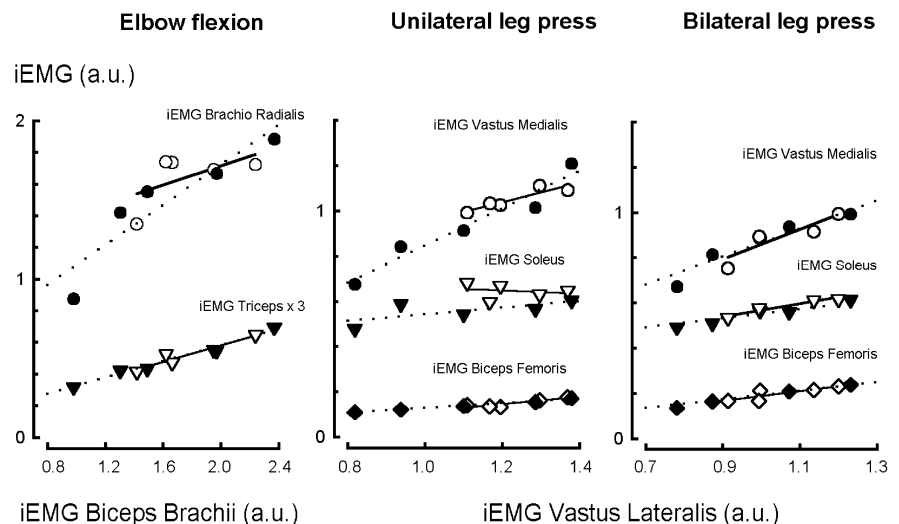 Elbow flexion
Unilateral leg press
Bilateral leg press
iEMG (a.u.)
iEMG Brachio Radialis
iEMG Triceps x 3
2
1
0
0.8 1.2 1.6 2.0 2.4
iEMG Vastus Medialis
iEMG Soleus
iEMG Biceps Femoris
1
0
0.8 1.0 1.2 1.4
iEMG Vastus Medialis
iEMG Soleus
iEMG Biceps Femoris
1
0
0.7 0.9 1.1 1.3
iEMG Biceps Brachii (a.u.)
iEMG Vastus Lateralis (a.u.)